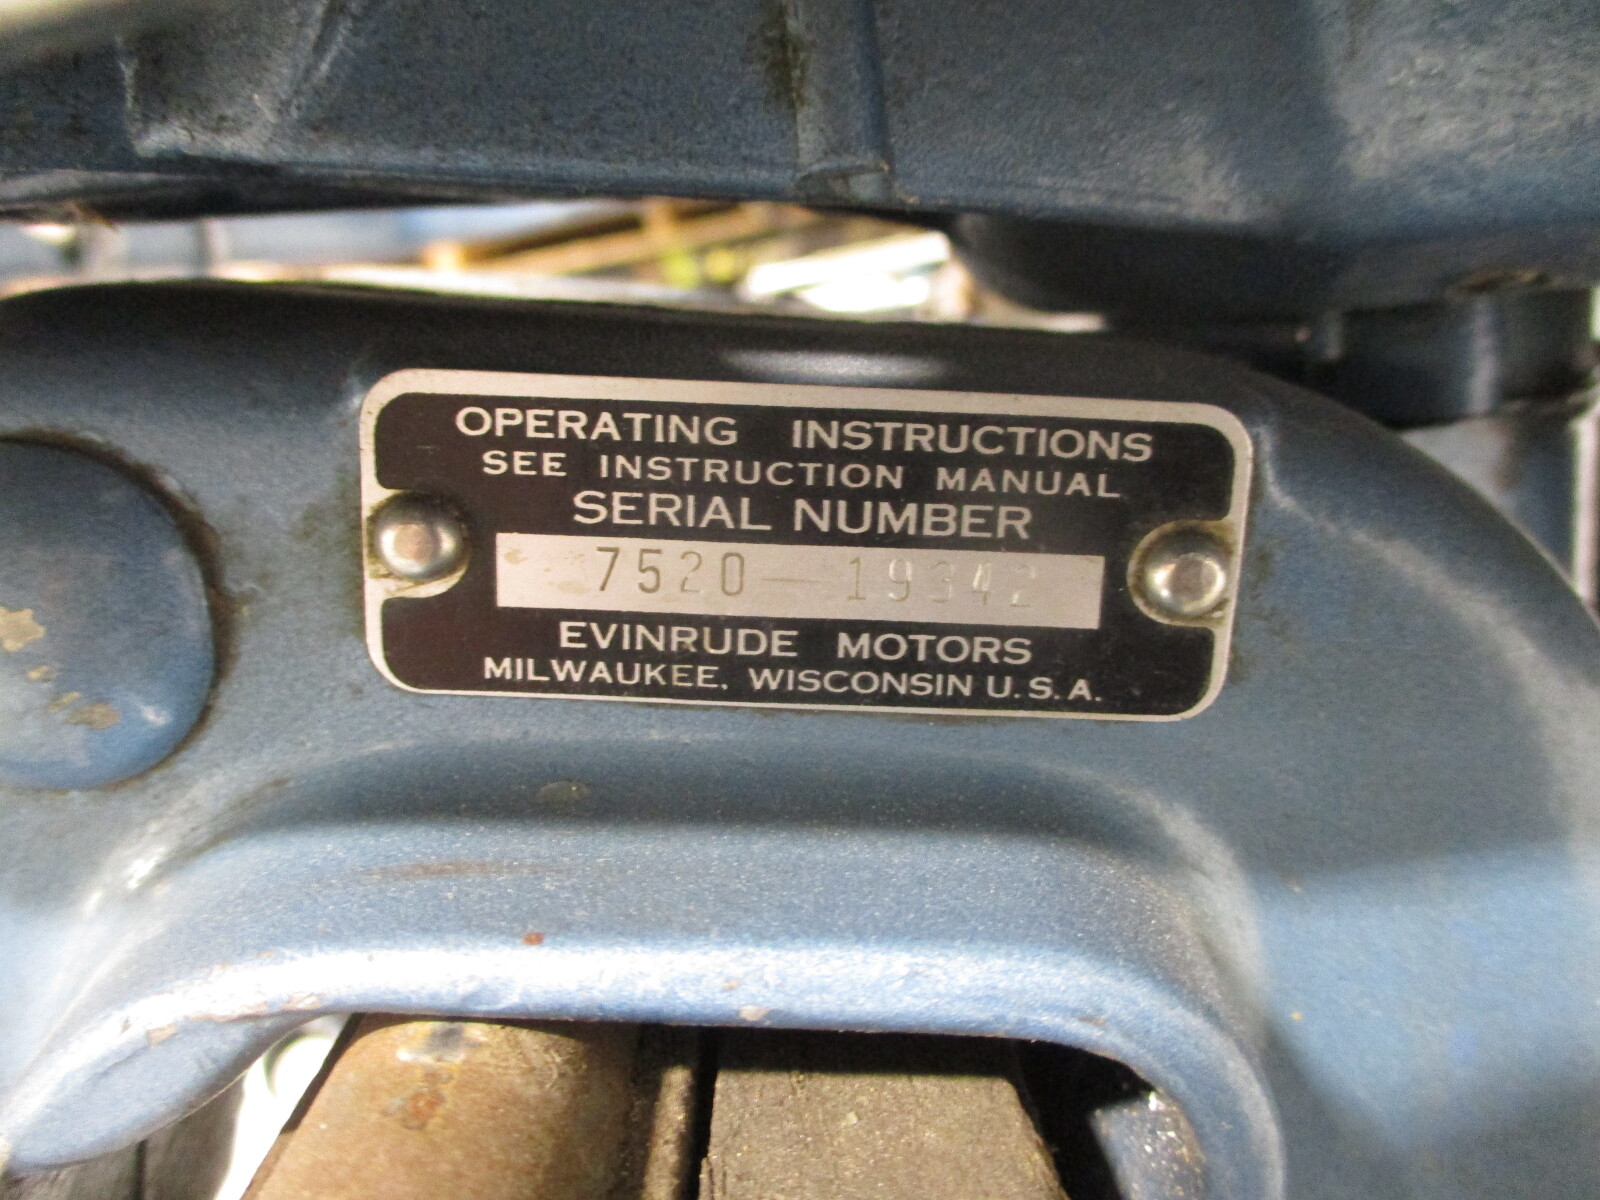 OPERATING INSTRUCTIONS
SEE INSTRUCTION MANUAL
SERIAL NUMBER
7520 — 19342
EVINRUDE MOTORS
MILWAUKEE, WISCONSIN U.S.A.